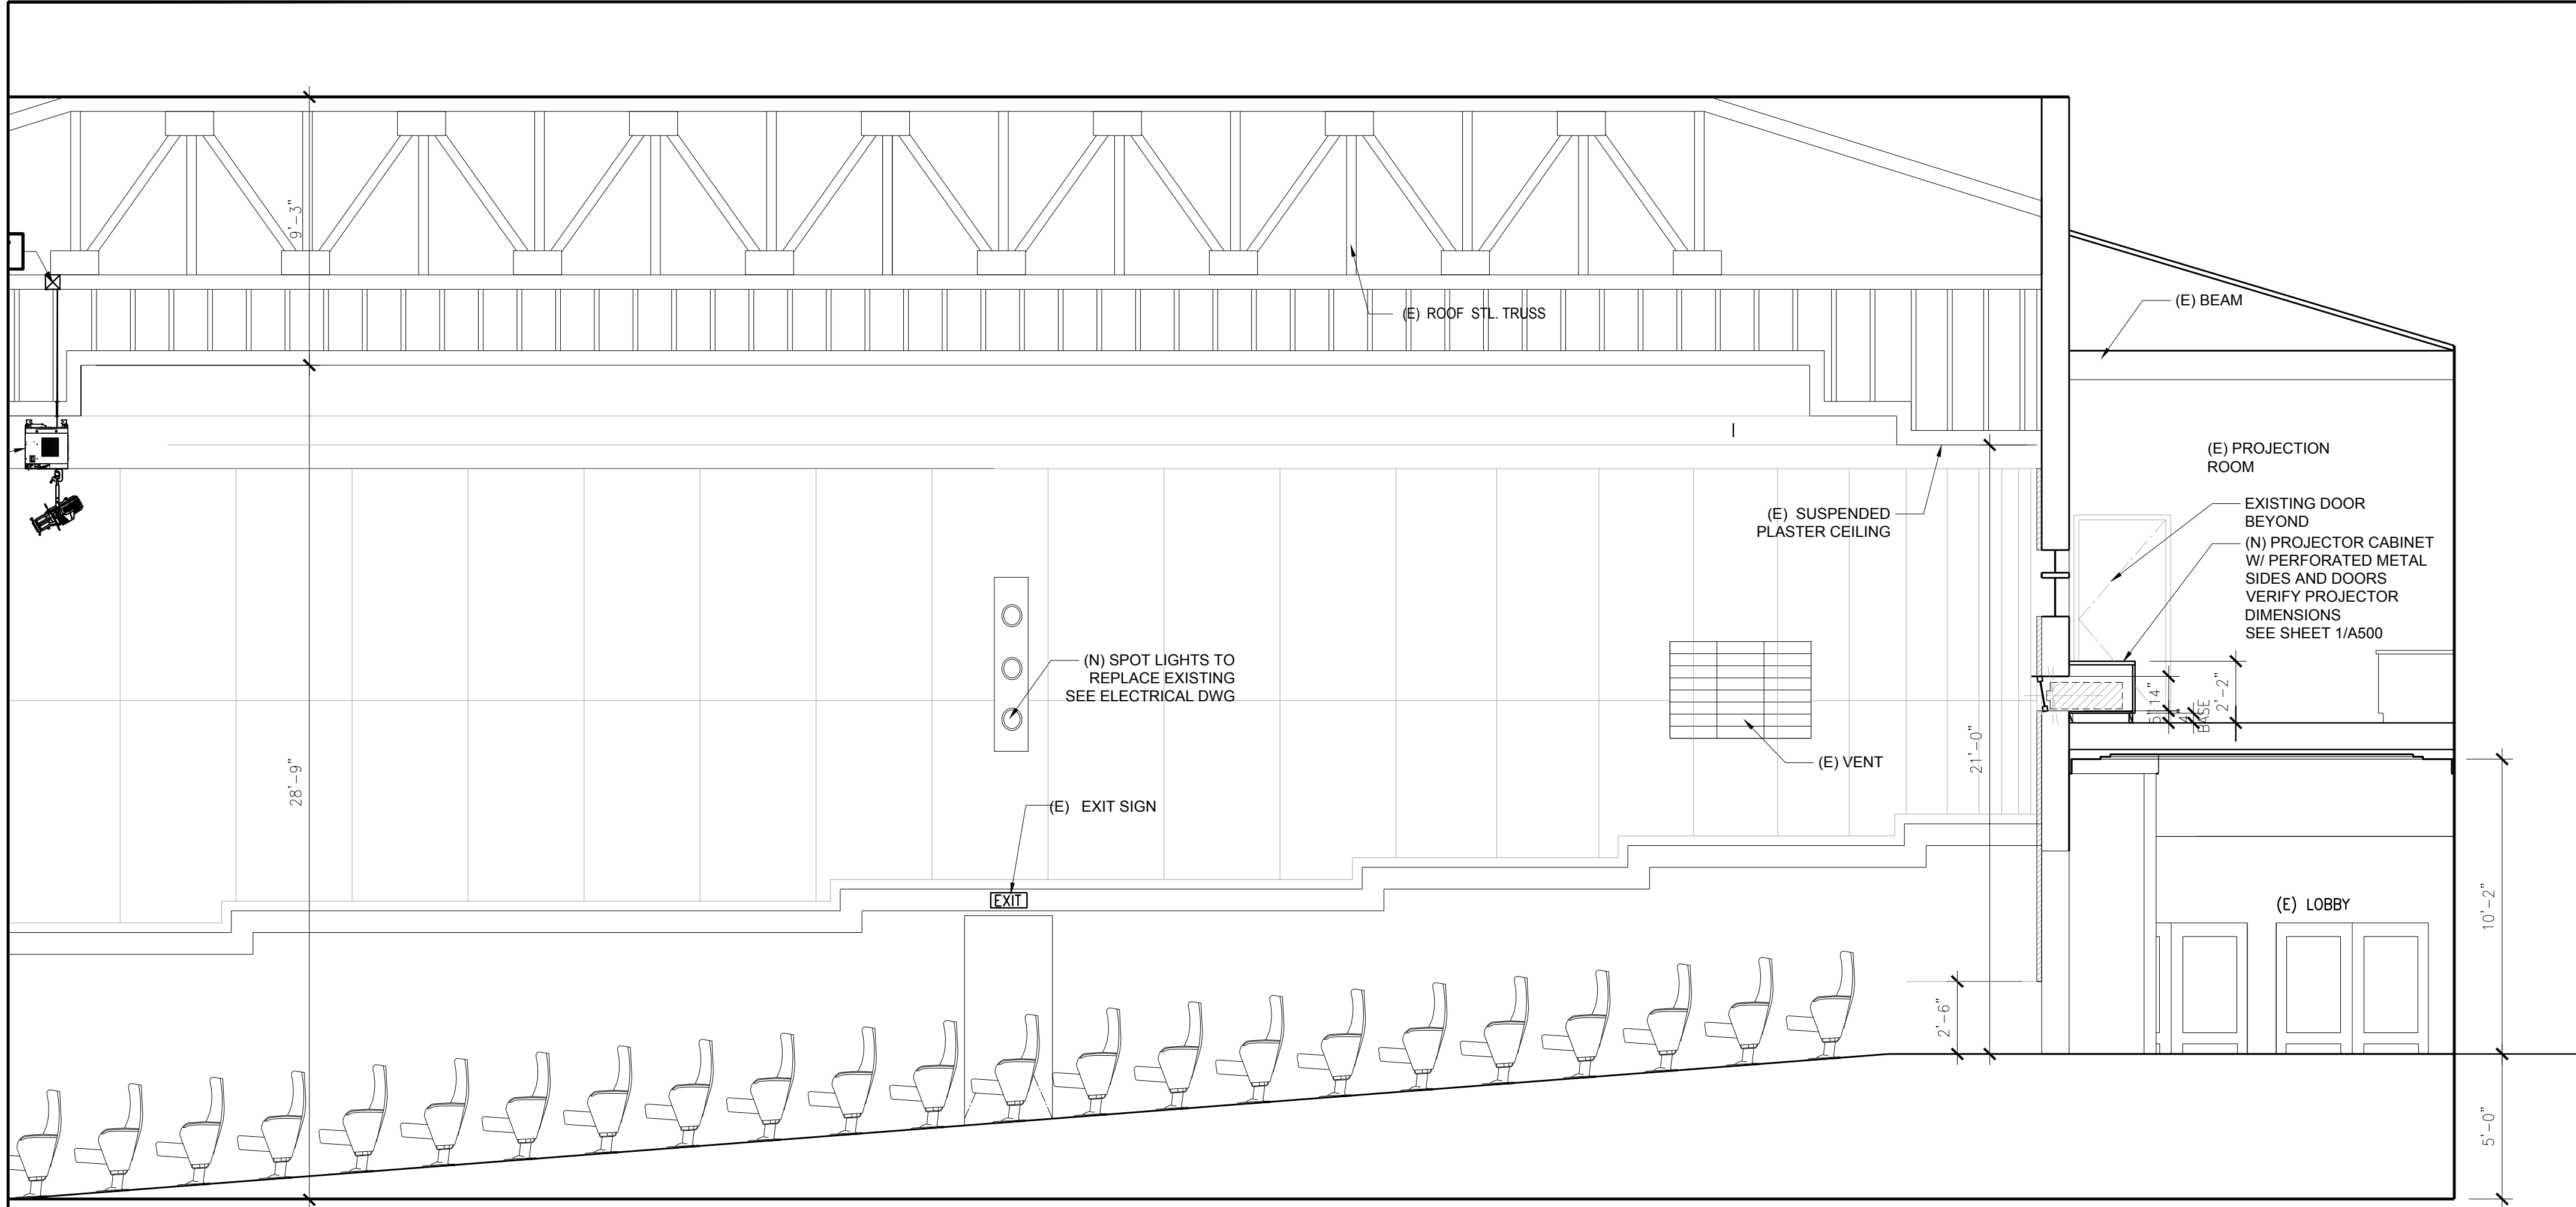 9'-3"
(E) ROOF STL. TRUSS
(E) BEAM
(E) PROJECTION
ROOM
EXISTING DOOR
BEYOND
(N) PROJECTOR CABINET
W/ PERFORATED METAL
SIDES AND DOORS
VERIFY PROJECTOR
DIMENSIONS
SEE SHEET 1/A500
(E) SUSPENDED
PLASTER CEILING
(N) SPOT LIGHTS TO
REPLACE EXISTING
SEE ELECTRICAL DWG
14"
4"
BASE
2'-2"
(E) VENT
21'-0"
28'-9"
(E) EXIT SIGN
EXIT
(E) LOBBY
10'-2"
2'-6"
5'-0"